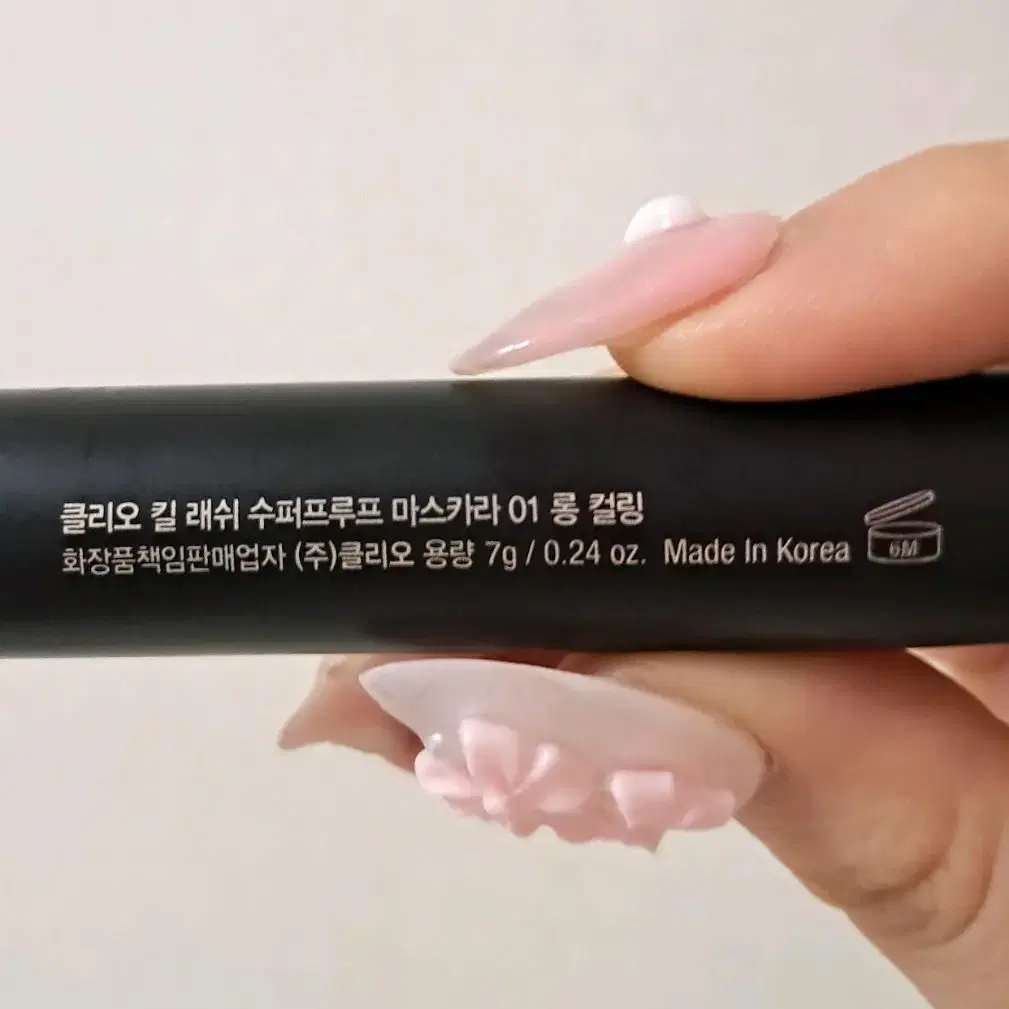 클리오 킬 래쉬 수퍼프루프 마스카라 01 롱 컬링
화장품책임판매업자 (주)클리오 용량 7g / 0.24 oz. Made In Korea
6M